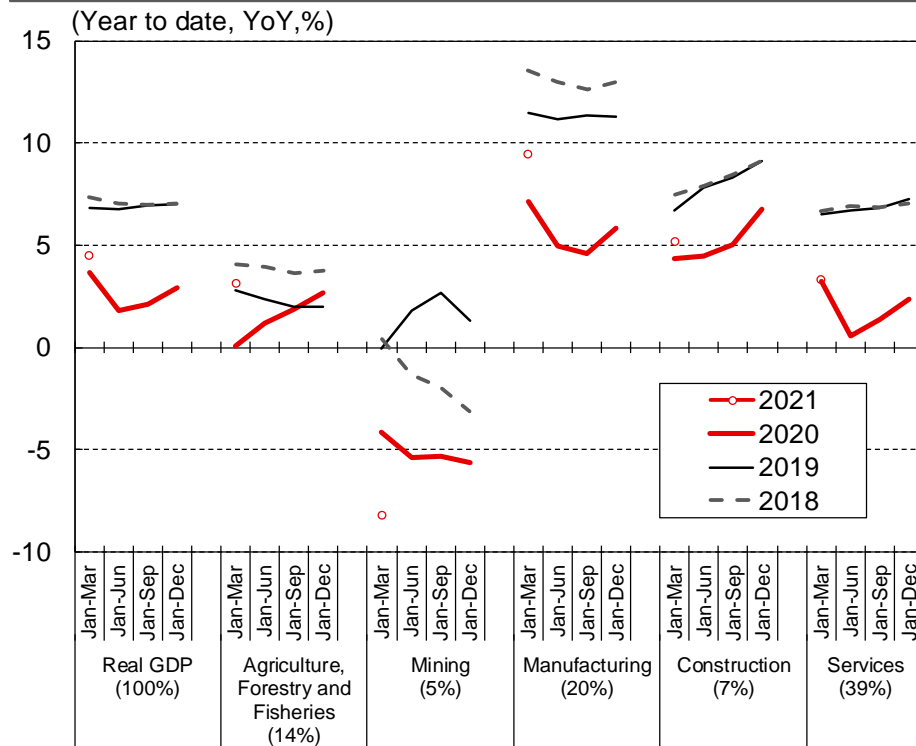 (Year to date, YoY,%)
15
10
5
0
-5
-10
2021
2020
2019
2018
Jan-Mar
Jan-Jun
Jan-Sep
Jan-Dec
Jan-Mar
Jan-Jun
Jan-Sep
Jan-Dec
Jan-Mar
Jan-Jun
Jan-Sep
Jan-Dec
Jan-Mar
Jan-Jun
Jan-Sep
Jan-Dec
Jan-Mar
Jan-Jun
Jan-Sep
Jan-Dec
Jan-Mar
Jan-Jun
Jan-Sep
Jan-Dec
Real GDP
(100%)
Agriculture,
Forestry and
Fisheries
(14%)
Mining
(5%)
Manufacturing
(20%)
Construction
(7%)
Services
(39%)